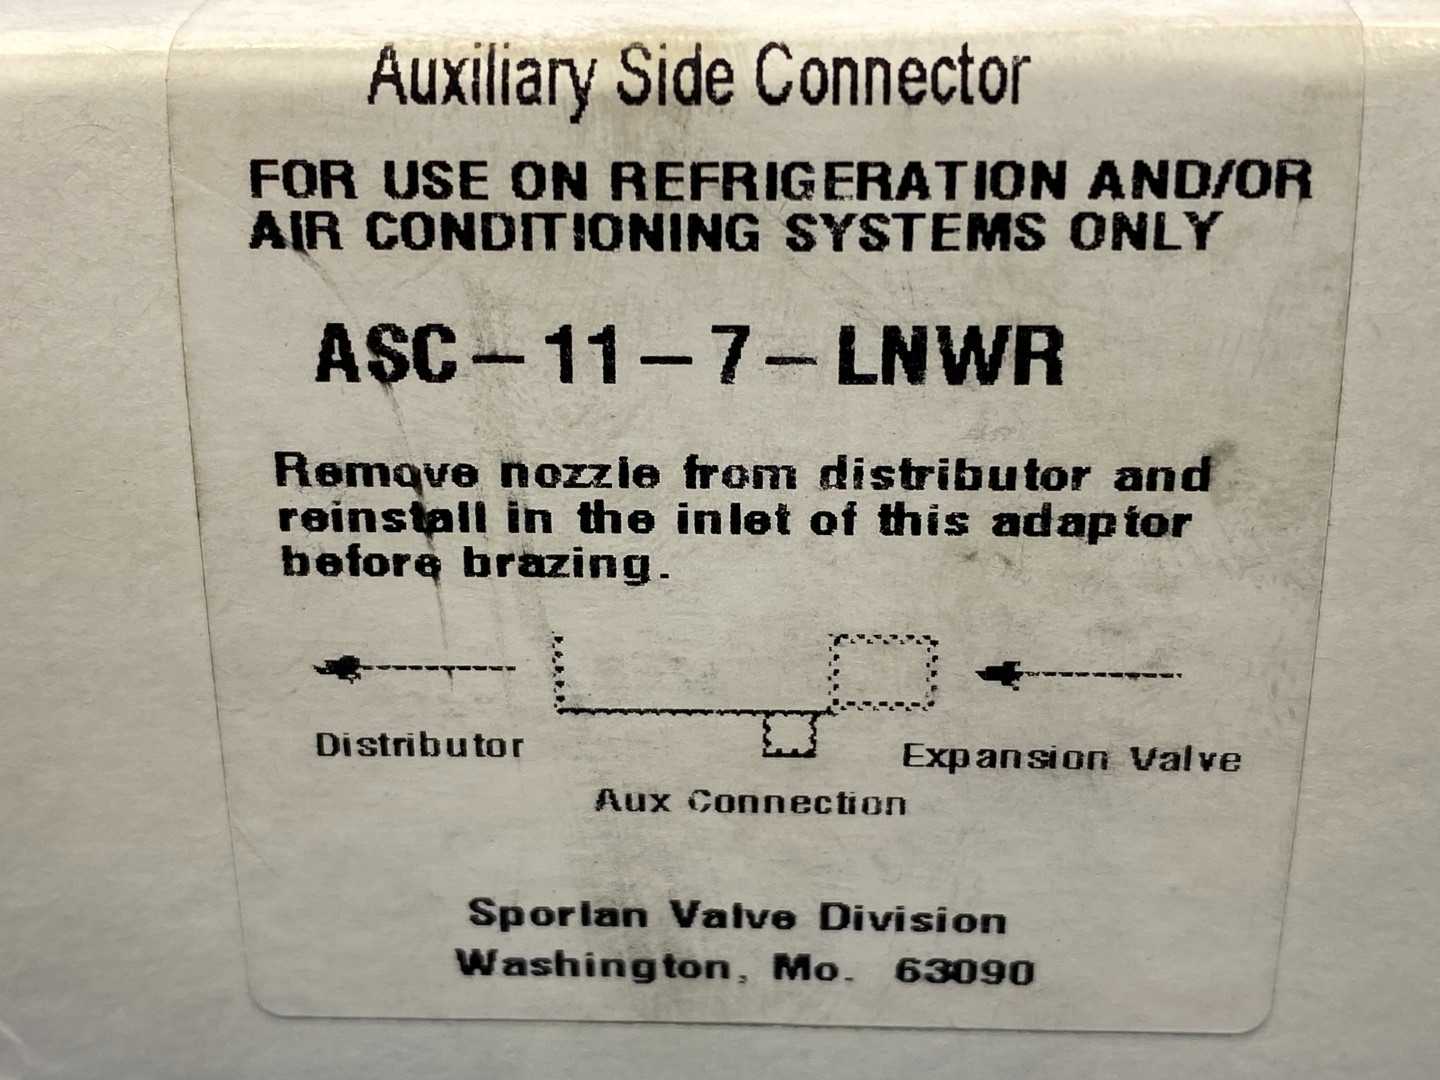 Auxiliary Side Connector
FOR USE ON REFRIGERATION AND/OR
AIR CONDITIONING SYSTEMS ONLY
ASC-11-7-LNWR
Remove nozzle from distributor and
reinstall in the inlet of this adaptor
before brazing.
Distributor
Expansion Valve
Aux Connection
Sporlan Valve Division
Washington, Mo. 63090